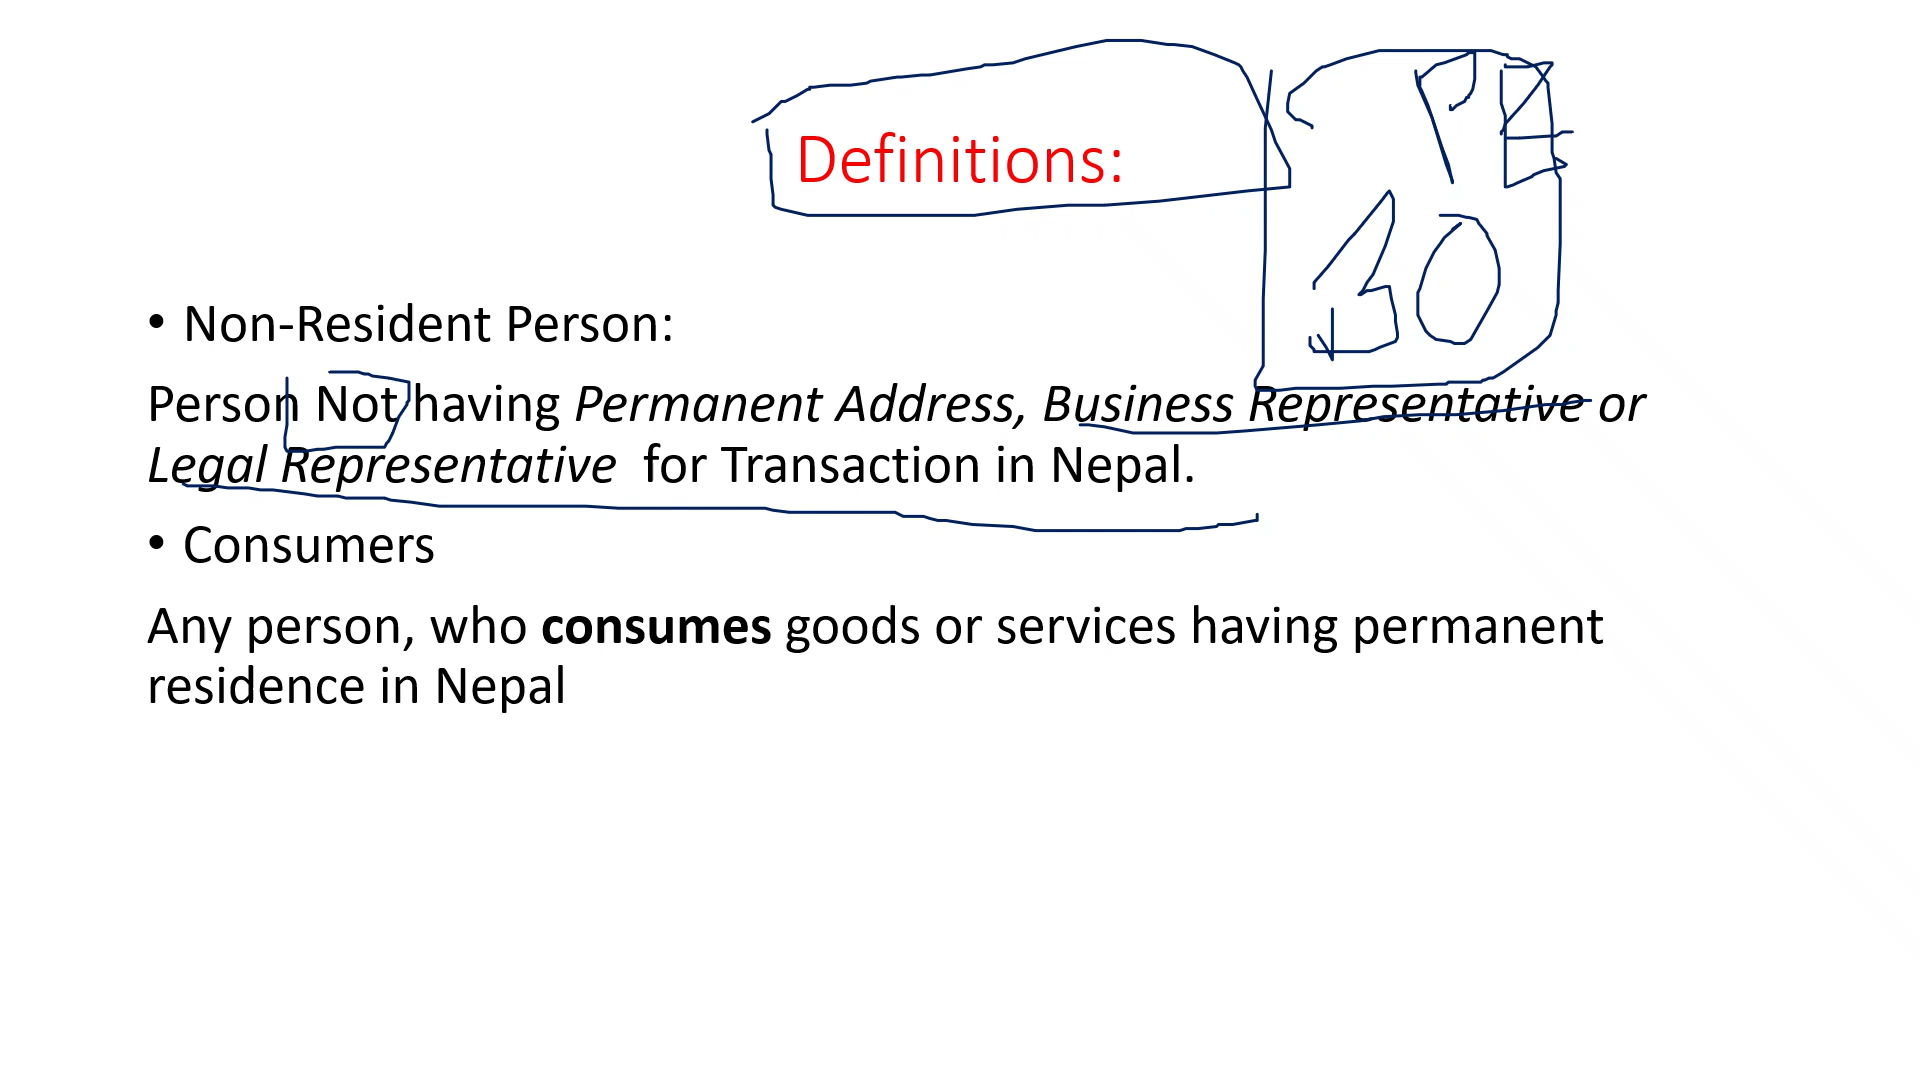 Definitions:
• Non-Resident Person:
Person Not having Permanent Address, Business Representative or
Legal Representative for Transaction in Nepal.
• Consumers
Any person, who consumes goods or services having permanent
residence in Nepal